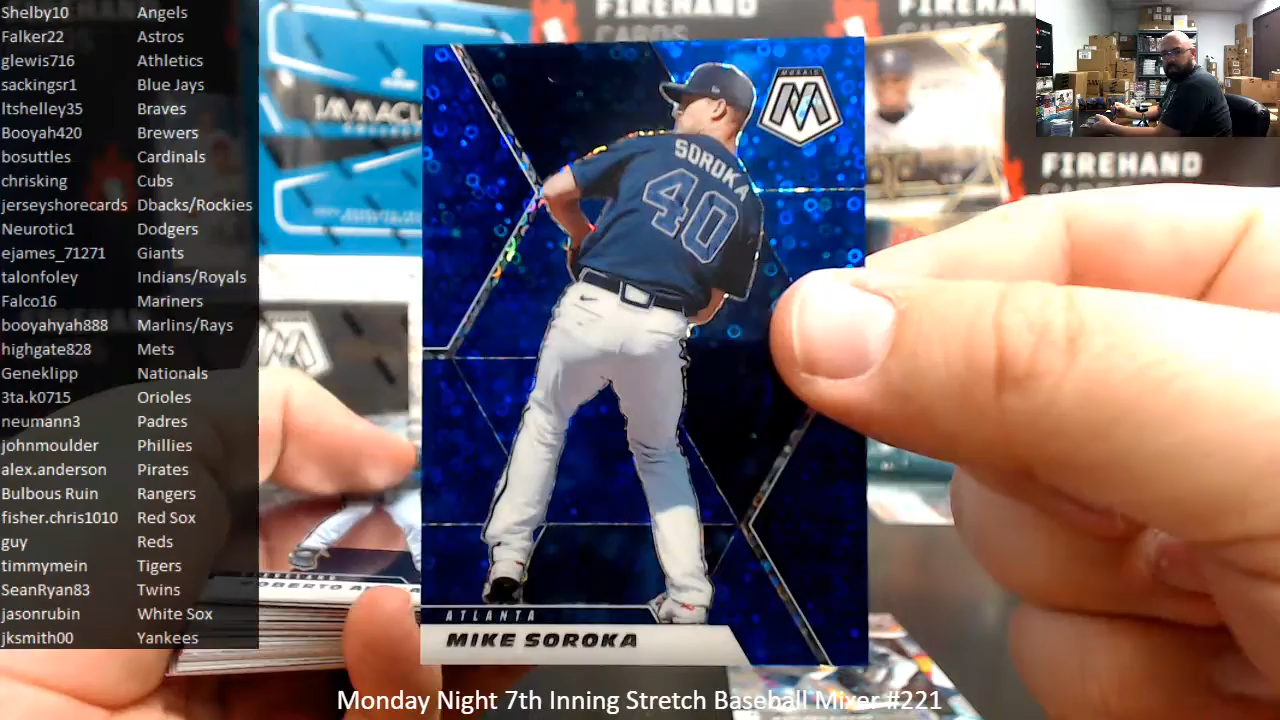 Shelby10 Angels
Falker22 Astros
glewis716 Athletics
sackingsr1 Blue Jays
Itshelley35 Braves
Booyah420 Brewers
bosuttles Cardinals
chrisking Cubs
jerseyshorecards Dbacks/Rockies
Neurotic1 Dodgers
ejames_71271 Giants
talonfoley Indians/Royals
Falco16 Mariners
booyahyah888 Marlins/Rays
highgate828 Mets
Geneklipp Nationals
3ta.k0715 Orioles
neumann3 Padres
johnmoulder Phillies
alex.anderson Pirates
Bulbous Ruin Rangers
fisher.chris1010 Red Sox
guy Reds
timmymein Tigers
SeanRyan83 Twins
jasonrubin White Sox
jksmith00 Yankees
FIREHAND
CARDS
FIREHAND
FIREHAND
MOSAIC
SOROKA
40
ATLANTA
MIKE SOROKA
Monday Night 7th Inning Stretch Baseball Mixer #221